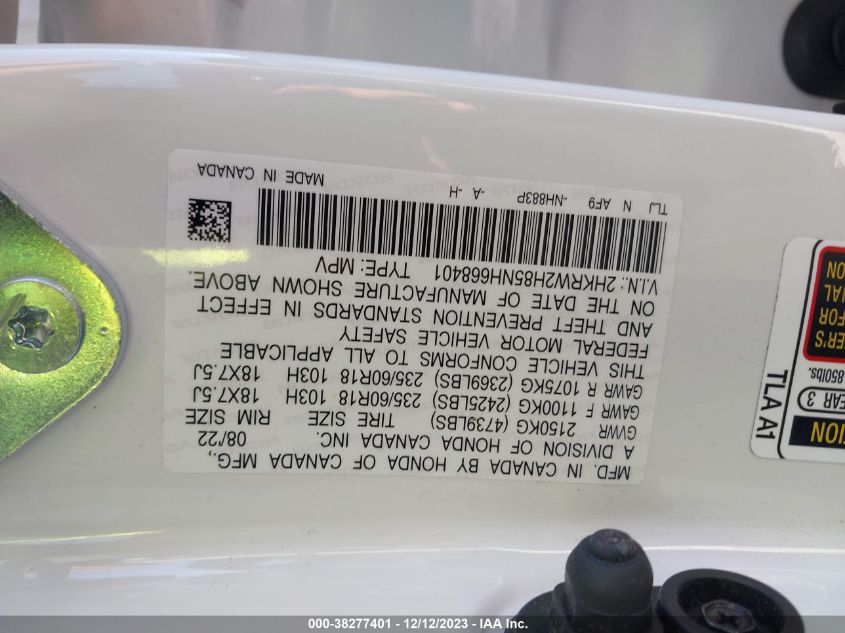 MFD. IN CANADA BY HONDA OF CANADA MFG.,
A DIVISION OF HONDA CANADA INC. 08/22
GVWR 2150KG (4739LBS) TIRE SIZE RIM SIZE
GAWR F 1100KG (2425LBS) 235/60R18 103H 18X7.5J
GAWR R 1075KG (2369LBS) 235/60R18 103H 18X7.5J
THIS VEHICLE CONFORMS TO ALL APPLICABLE
FEDERAL MOTOR VEHICLE SAFETY
AND THEFT PREVENTION STANDARDS IN EFFECT
ON THE DATE OF MANUFACTURE SHOWN ABOVE.
V.I.N.: 2HKRW2H85NH668401 TYPE: MPV
TLJ N AF9 -NH883P -A -H MADE IN CANADA
TLA A1
EAR 3
850lbs.
000-38277401 - 12/12/2023 - © IAA Inc.